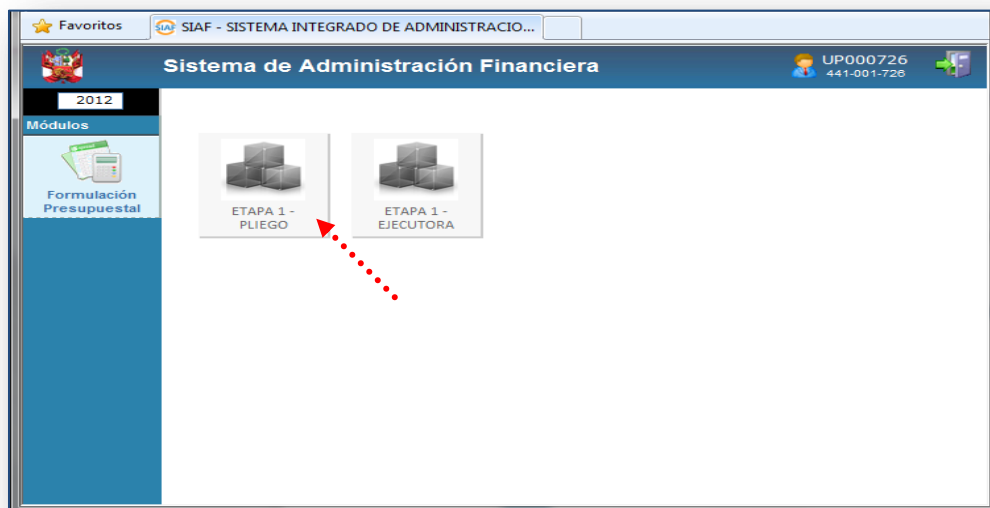 Favoritos
SIAF - SISTEMA INTEGRADO DE ADMINISTRACIO...
Sistema de Administración Financiera
UP000726
441-001-726
2012
Módulos
Formulación
Presupuestal
ETAPA 1 -
PLIEGO
ETAPA 1 -
EJECUTORA